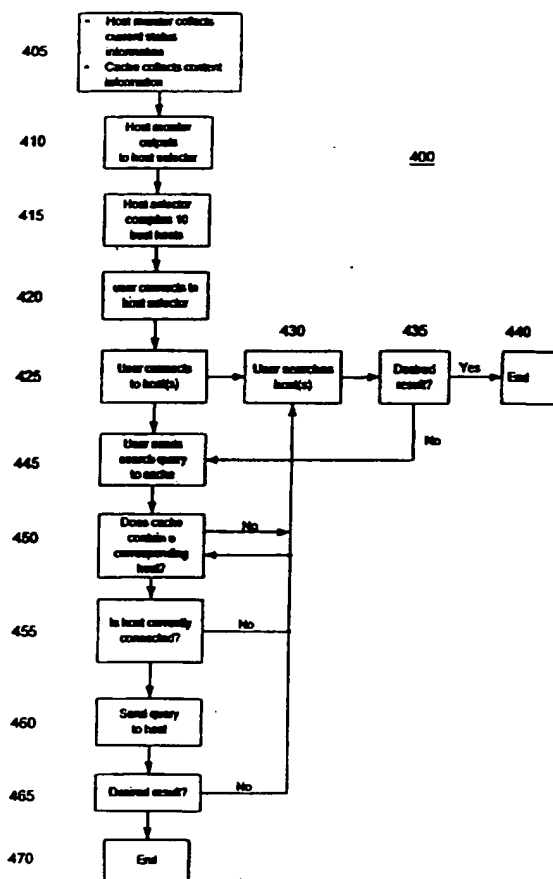 405
- Host monitor collects
current status
information
- Cache collects content
information
410
Host monitor
outputs
to host selector
400
415
Host selector
compiles 10
best hosts
420
user connects to
host selector
430
435
440
425
User connects
to host(s)
User searches
host(s)
Desired
result?
Yes
End
No
445
User sends
search query
to cache
450
Does cache
contain a
corresponding
host?
No
455
Is host currently
connected?
No
460
Send query
to host
465
Desired result?
No
470
End